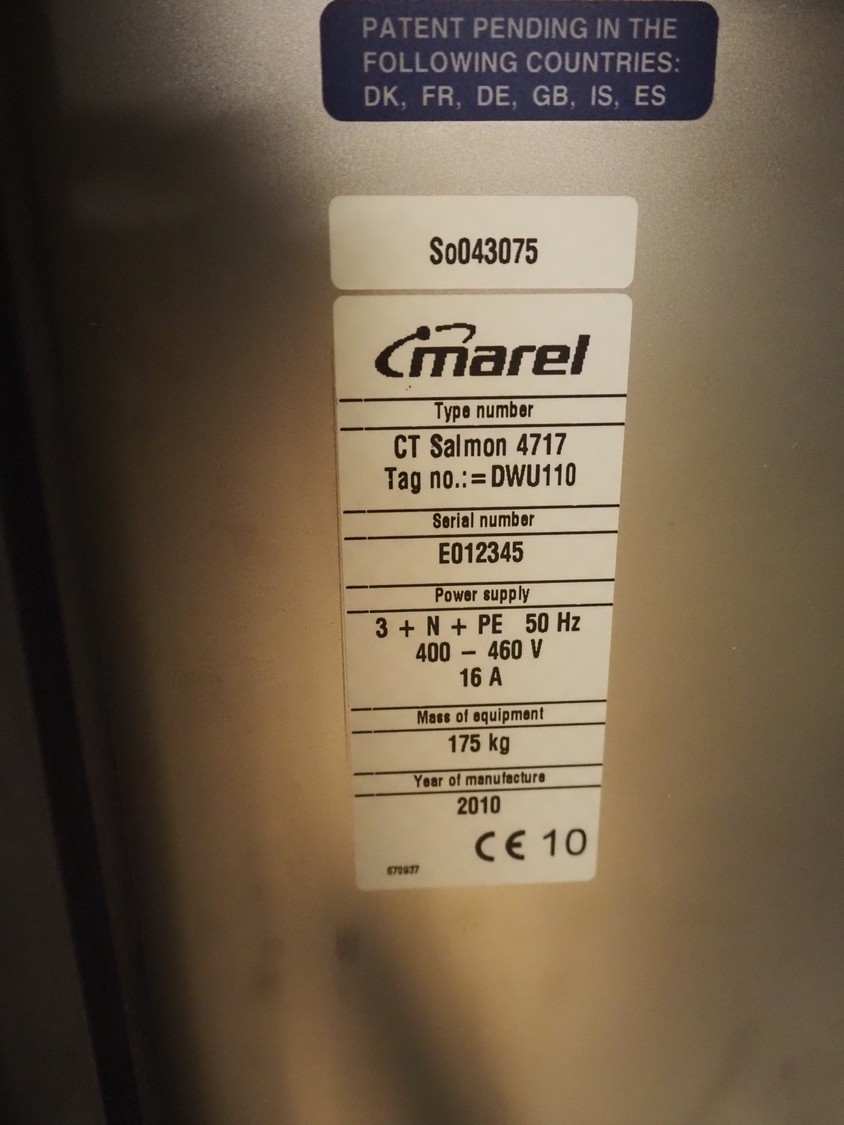 PATENT PENDING IN THE
FOLLOWING COUNTRIES:
DK, FR, DE, GB, IS, ES
So043075
marel
Type number
CT Salmon 4717
Tag no.:=DWU110
Serial number
E012345
Power supply
3 + N + PE 50 Hz
400 – 460 V
16 A
Mass of equipment
175 kg
Year of manufacture
2010
CE 10